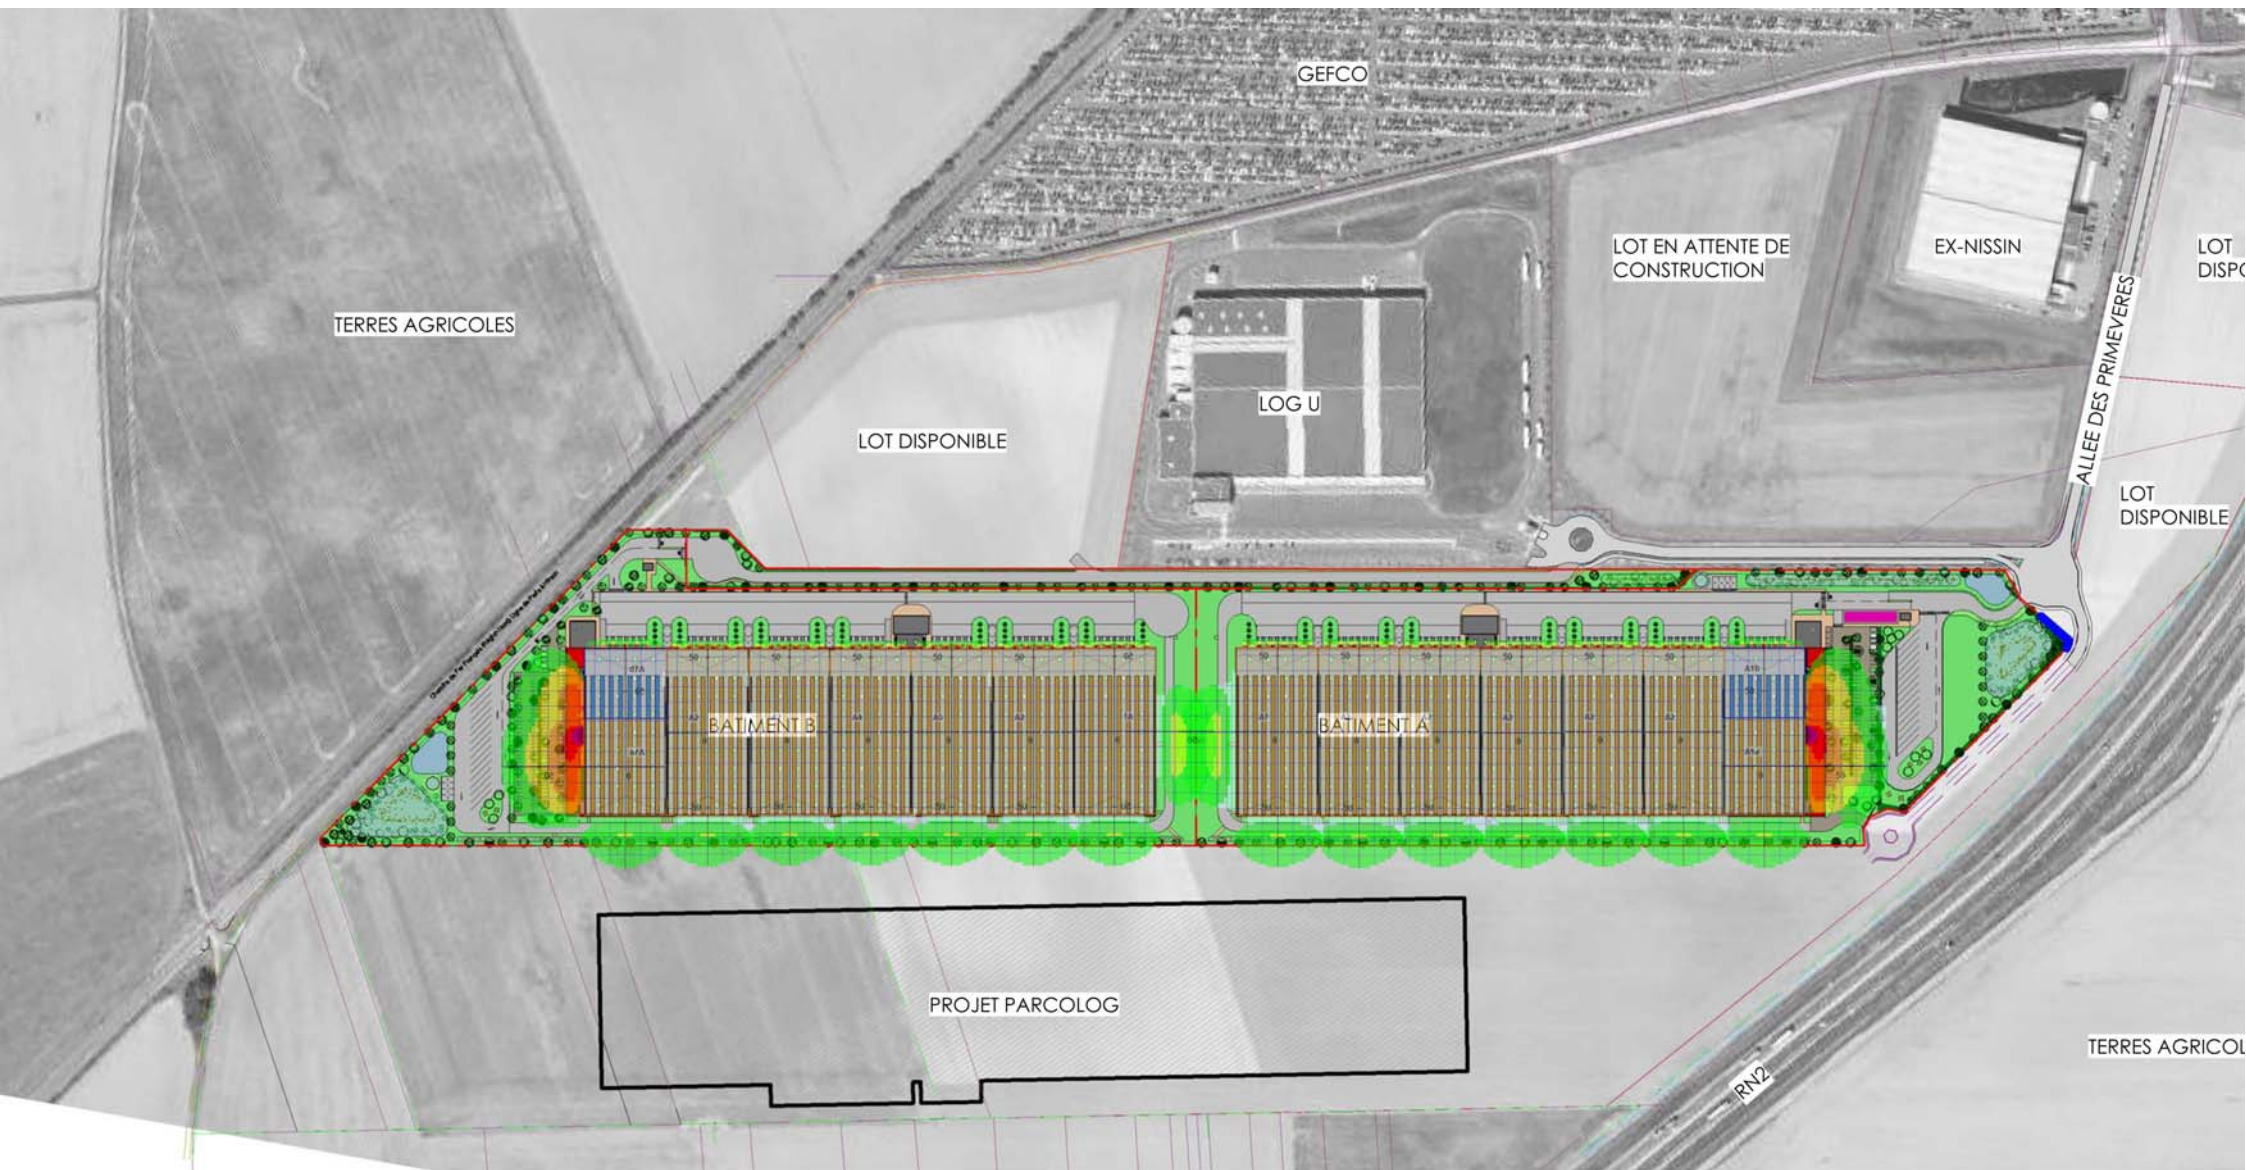 GEFCO
LOT EN ATTENTE DE
CONSTRUCTION
EX-NISSIN
LOT
DISPO
TERRES AGRICOLES
ALLEE DES PRIMEVERES
LOG U
LOT DISPONIBLE
LOT
DISPONIBLE
BATIMENT B
BATIMENT A
PROJET PARCOLOG
RN2
TERRES AGRICOL